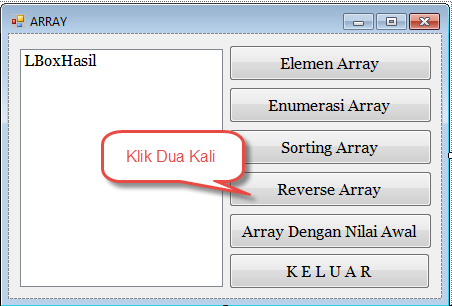 ARRAY
LBoxHasil
Elemen Array
Enumerasi Array
Sorting Array
Klik Dua Kali
Reverse Array
Array Dengan Nilai Awal
K E L U A R